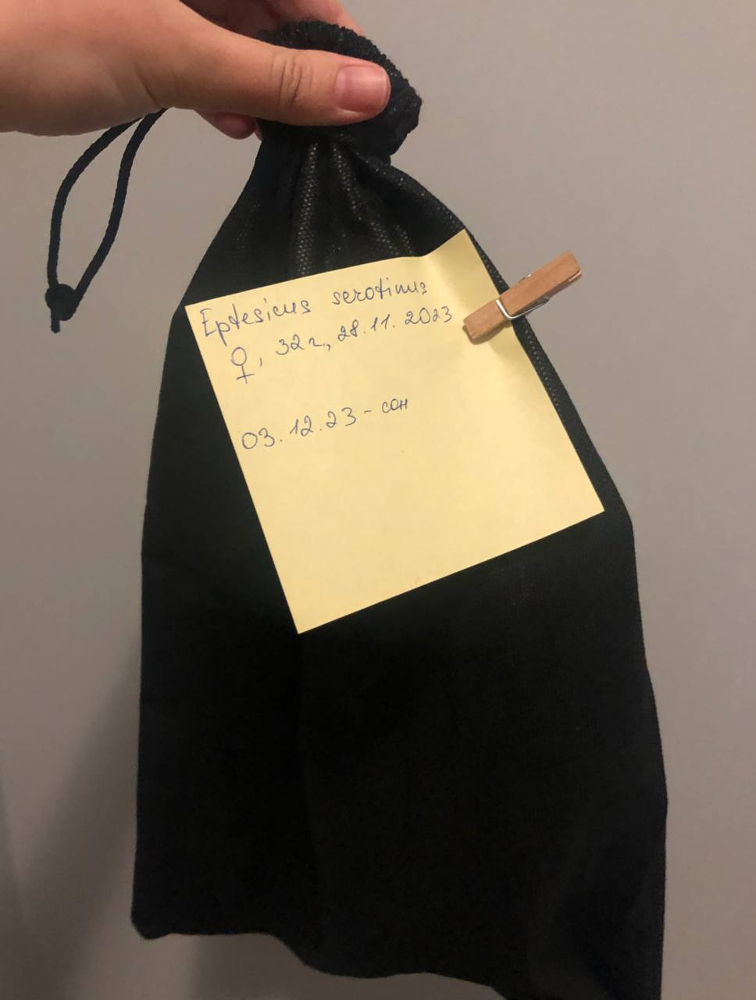 Eptesicus serotinus
♀, 32г, 28.11.2023
03.12.23 - сон